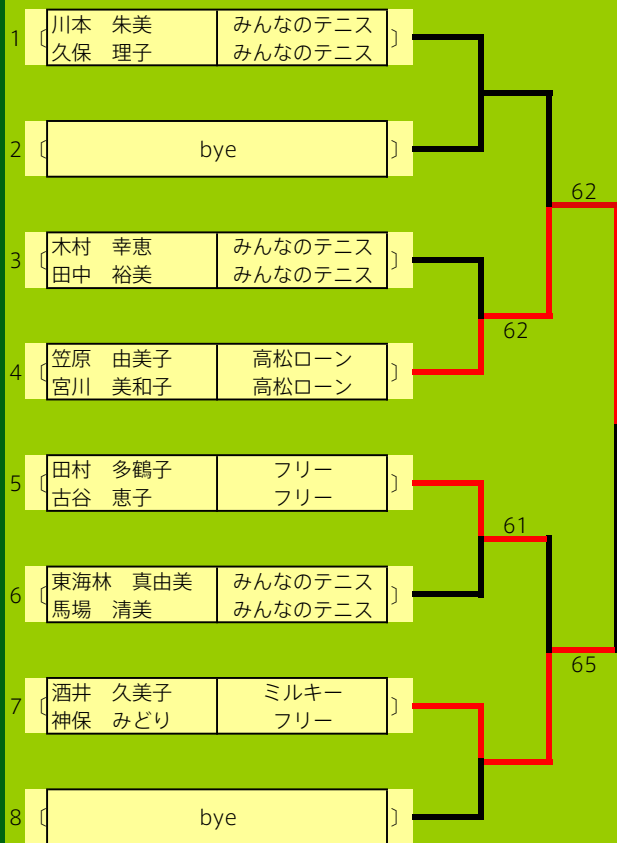 1 〔 川本　朱美 みんなのテニス 〕
久保　理子 みんなのテニス
2 〔 bye 〕
62
3 〔 木村　幸恵 みんなのテニス 〕
田中　裕美 みんなのテニス
62
4 〔 笠原　由美子 高松ローン 〕
宮川　美和子 高松ローン
5 〔 田村　多鶴子 フリー 〕
古谷　恵子 フリー
61
6 〔 東海林　真由美 みんなのテニス 〕
馬場　清美 みんなのテニス
65
7 〔 酒井　久美子 ミルキー 〕
神保　みどり フリー
8 〔 bye 〕